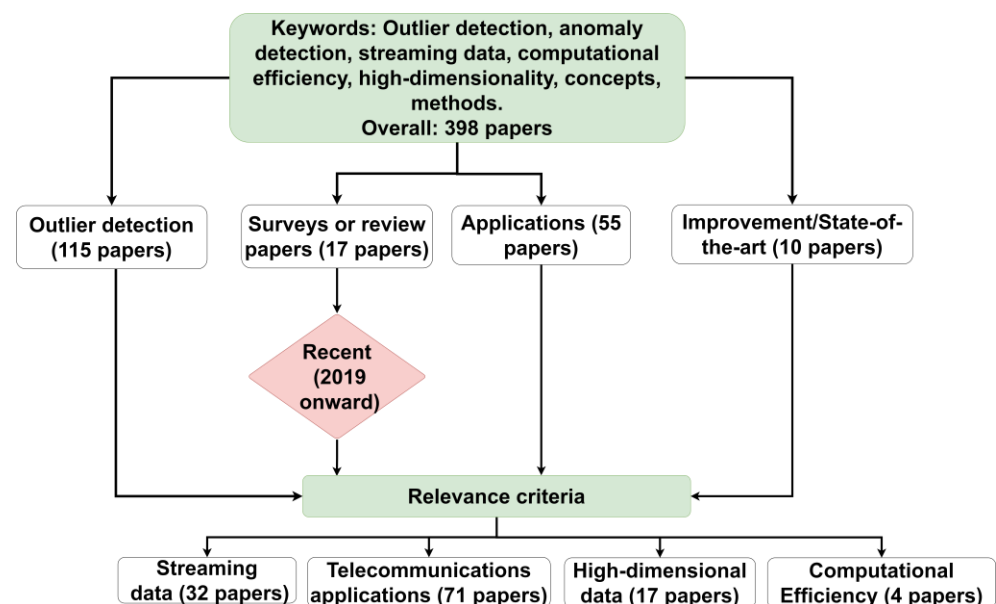 Keywords: Outlier detection, anomaly
detection, streaming data, computational
efficiency, high-dimensionality, concepts,
methods.
Overall: 398 papers
Outlier detection
(115 papers)
Surveys or review
papers (17 papers)
Applications (55
papers)
Improvement/State-of-
the-art (10 papers)
Recent
(2019
onward)
Relevance criteria
Streaming
data (32 papers)
Telecommunications
applications (71 papers)
High-dimensional
data (17 papers)
Computational
Efficiency (4 papers)